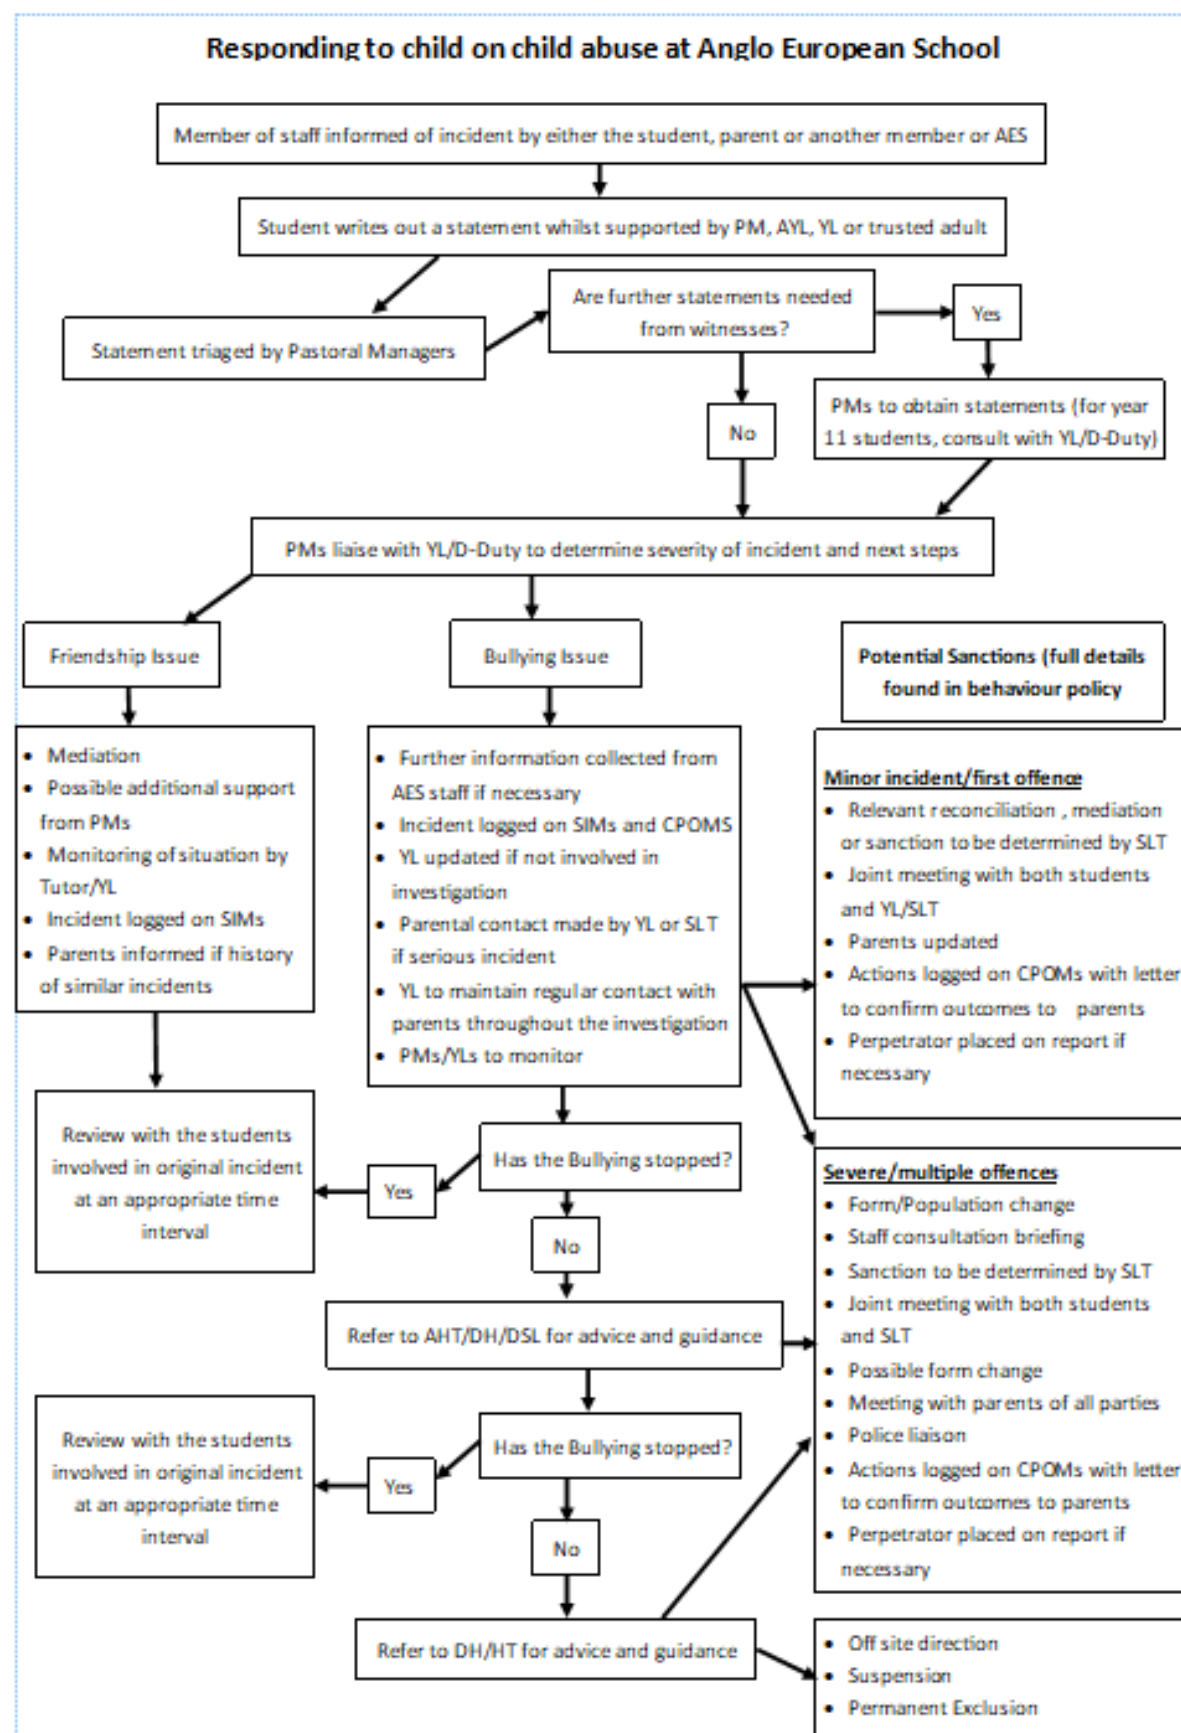 Responding to child on child abuse at Anglo European School
Member of staff informed of incident by either the student, parent or another member or AES
Student writes out a statement whilst supported by PM, AYL, YL or trusted adult
Are further statements needed
from witnesses?
Yes
Statement triaged by Pastoral Managers
PMs to obtain statements (for year
11 students, consult with YL/D-Duty)
No
PMs liaise with YL/D-Duty to determine severity of incident and next steps
Friendship Issue
Bullying Issue
Potential Sanctions (full details
found in behaviour policy
• Mediation
• Possible additional support
from PMs
• Monitoring of situation by
Tutor/YL
• Incident logged on SIMs
• Parents informed if history
of similar incidents
• Further information collected from
AES staff if necessary
• Incident logged on SIMs and CPOMS
• YL updated if not involved in
investigation
• Parental contact made by YL or SLT
if serious incident
• YL to maintain regular contact with
parents throughout the investigation
• PMs/YLs to monitor
Minor incident/first offence
• Relevant reconciliation , mediation
or sanction to be determined by SLT
• Joint meeting with both students
and YL/SLT
• Parents updated
• Actions logged on CPOMs with letter
to confirm outcomes to parents
• Perpetrator placed on report if
necessary
Review with the students
involved in original incident
at an appropriate time
interval
Yes
Has the Bullying stopped?
No
Severe/multiple offences
• Form/Population change
• Staff consultation briefing
• Sanction to be determined by SLT
• Joint meeting with both students
and SLT
• Possible form change
• Meeting with parents of all parties
• Police liaison
• Actions logged on CPOMs with letter
to confirm outcomes to parents
• Perpetrator placed on report if
necessary
Refer to AHT/DH/DSL for advice and guidance
Review with the students
involved in original incident
at an appropriate time
interval
Yes
Has the Bullying stopped?
No
Refer to DH/HT for advice and guidance
• Off site direction
• Suspension
• Permanent Exclusion